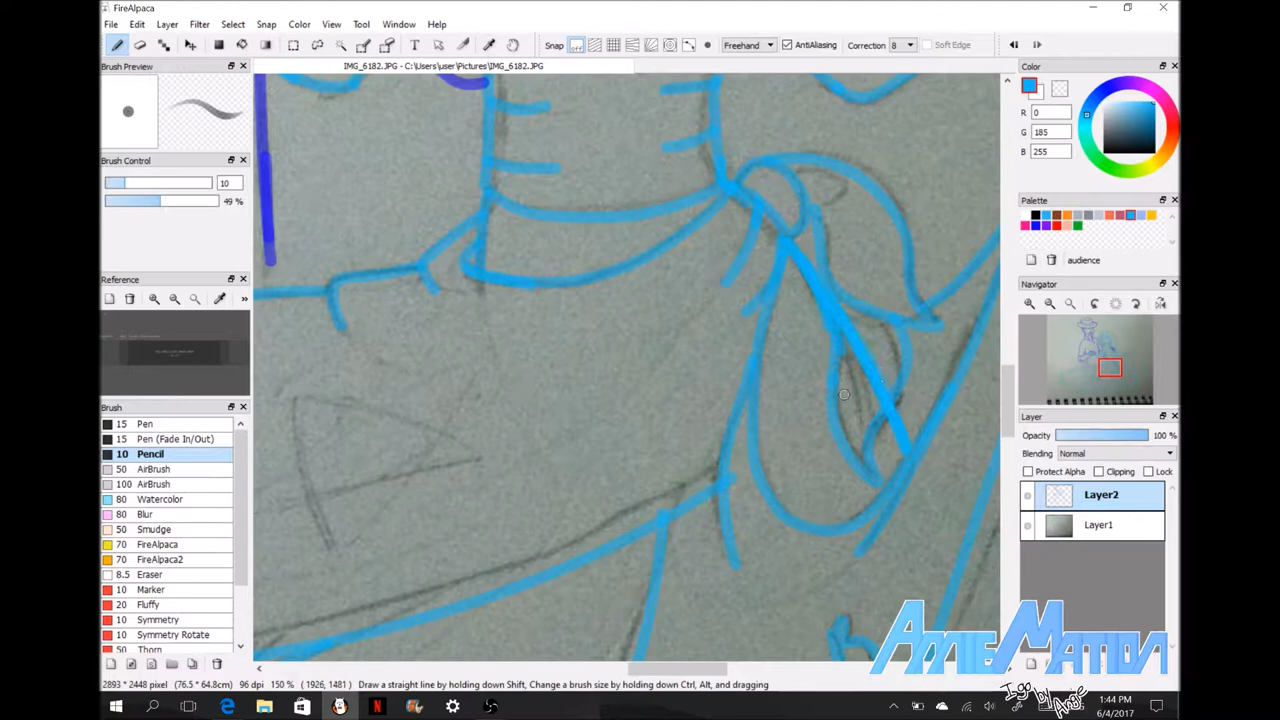 FireAlpaca
File Edit Layer Filter Select Snap Color View Tool Window Help
Snap Freehand AntiAliasing Correction 8 Soft Edge
Brush Preview
IMG_6182.JPG - C:\Users\user\Pictures\IMG_6182.JPG
Color
R 0
G 185
B 255
Brush Control
10
49 %
Palette
audience
Reference
Navigator
Brush
15 Pen
15 Pen (Fade In/Out)
10 Pencil
50 AirBrush
100 AirBrush
80 Watercolor
80 Blur
50 Smudge
70 FireAlpaca
70 FireAlpaca2
8.5 Eraser
10 Marker
20 Fluffy
10 Symmetry
10 Symmetry Rotate
50 Thorn
Layer
Opacity 100 %
Blending Normal
Protect Alpha Clipping Lock
Layer2
Layer1
2893 * 2448 pixel (76.5 * 64.8cm) 96 dpi 150 % (1926, 1481) Draw a straight line by holding down Shift, Change a brush size by holding down Ctrl, Alt, and dragging
1:44 PM
6/4/2017